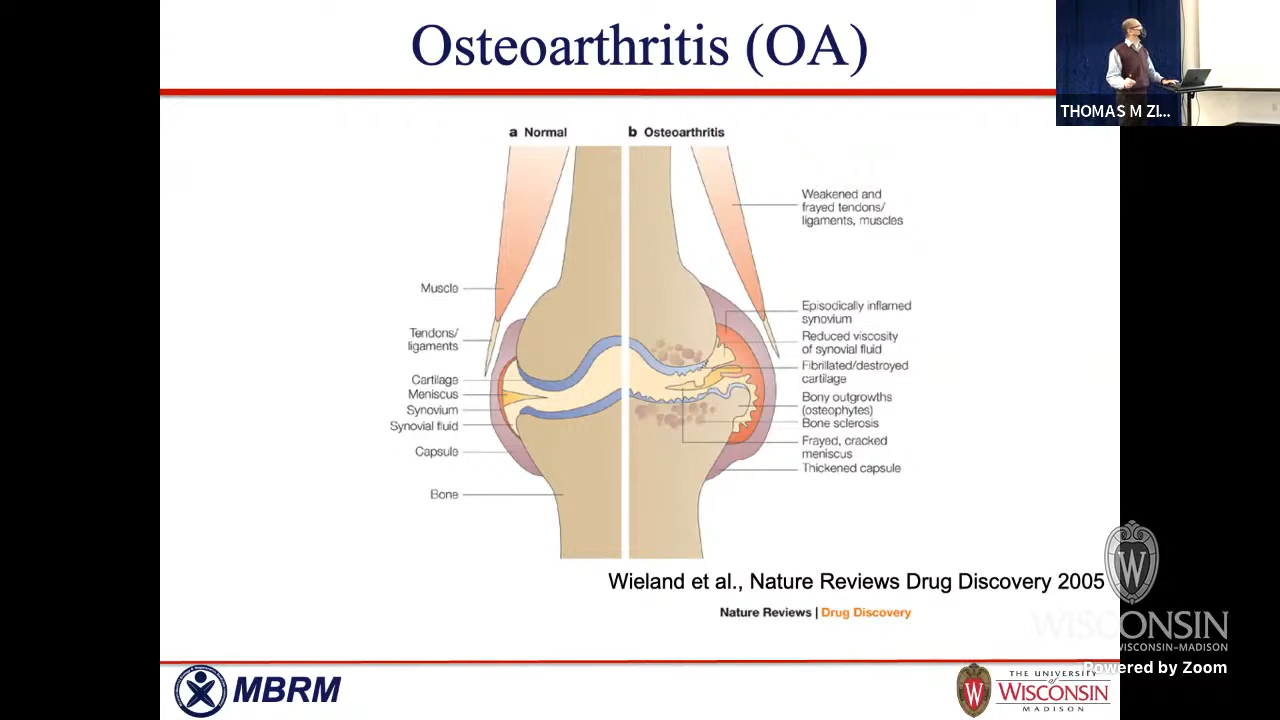 Osteoarthritis (OA)
THOMAS M ZI...
a Normal
b Osteoarthritis
Muscle
Tendons/
ligaments
Cartilage
Meniscus
Synovium
Synovial fluid
Capsule
Bone
Weakened and
frayed tendons/
ligaments, muscles
Episodically inflamed
synovium
Reduced viscosity
of synovial fluid
Fibrillated/destroyed
cartilage
Bony outgrowths
(osteophytes)
Bone sclerosis
Frayed, cracked
meniscus
Thickened capsule
Wieland et al., Nature Reviews Drug Discovery 2005
Nature Reviews | Drug Discovery
W
WISCONSIN
WISCONSIN–MADISON
Powered by Zoom
MBRM
W
THE UNIVERSITY
of
WISCONSIN
MADISON